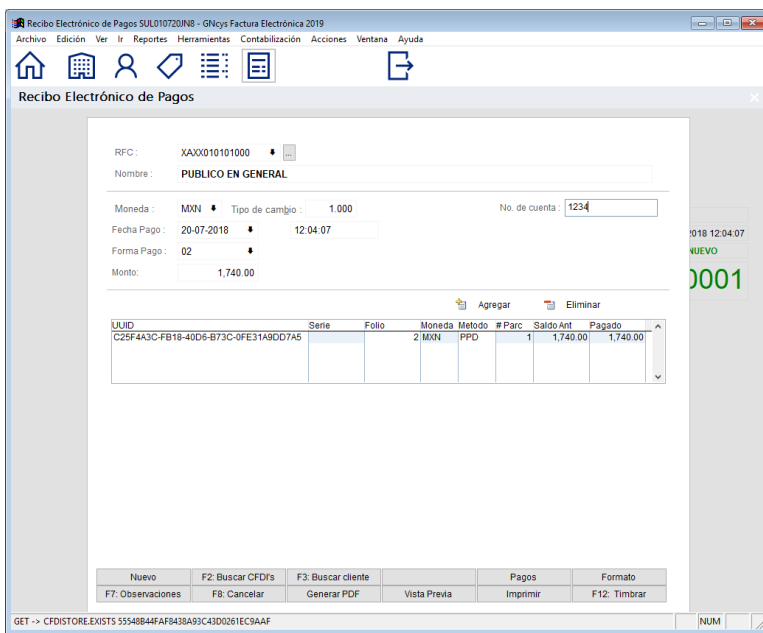 Recibo Electrónico de Pagos SUL010720JN8 - GNcys Factura Electrónica 2019
Archivo Edición Ver Ir Reportes Herramientas Contabilización Acciones Ventana Ayuda
Recibo Electrónico de Pagos
RFC : XAXX010101000 ...
Nombre : PUBLICO EN GENERAL
Moneda : MXN Tipo de cambio : 1.000 No. de cuenta : 1234
Fecha Pago : 20-07-2018 12:04:07
2018 12:04:07
Forma Pago : 02
NUEVO
Monto: 1,740.00
0001
Agregar Eliminar
UUID Serie Folio Moneda Metodo # Parc Saldo Ant Pagado
C25F4A3C-FB18-40D6-B73C-0FE31A9DD7A5 2 MXN PPD 1 1,740.00 1,740.00
Nuevo F2: Buscar CFDI's F3: Buscar cliente Pagos Formato
F7: Observaciones F8: Cancelar Generar PDF Vista Previa Imprimir F12: Timbrar
GET -> CFDISTORE.EXISTS 55548B44FAF8438A93C43D0261EC9AAF NUM